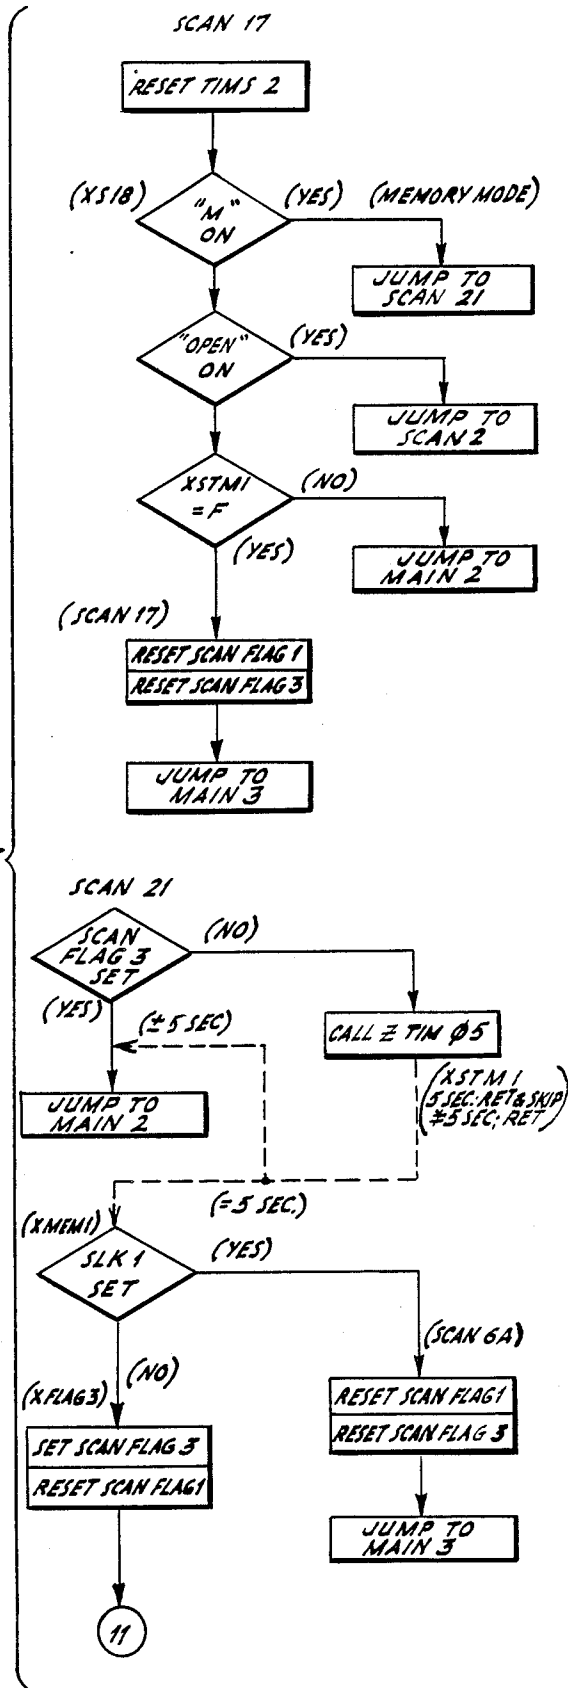 SCAN 17
RESET TIMS 2
(XS18)
"M"
ON
(YES)
(MEMORY MODE)
JUMP TO
SCAN 21
"OPEN"
ON
(YES)
JUMP TO
SCAN 2
XSTM1
=F
(NO)
(YES)
JUMP TO
MAIN 2
(SCAN 17)
RESET SCAN FLAG 1
RESET SCAN FLAG 3
JUMP TO
MAIN 3
SCAN 21
SCAN
FLAG 3
SET
(NO)
(YES)
(± 5 SEC)
CALL Z TIM Ø5
JUMP TO
MAIN 2
(XSTM 1
5 SEC: RET & SKIP
≠5 SEC; RET)
(= 5 SEC.)
(XMEM1)
SLK 1
SET
(YES)
(SCAN 6A)
(NO)
(XFLAG3)
RESET SCAN FLAG1
RESET SCAN FLAG 3
SET SCAN FLAG 3
RESET SCAN FLAG1
JUMP TO
MAIN 3
11